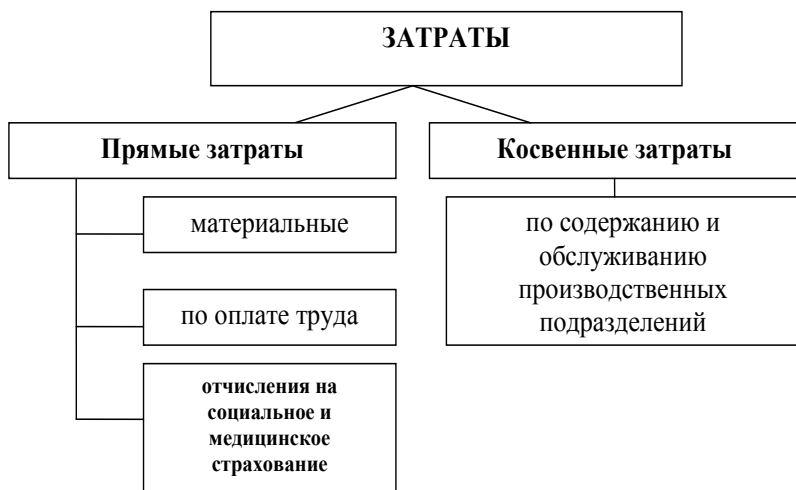 ЗАТРАТЫ
Прямые затраты
Косвенные затраты
материальные
по оплате труда
отчисления на
социальное и
медицинское
страхование
по содержанию и
обслуживанию
производственных
подразделений